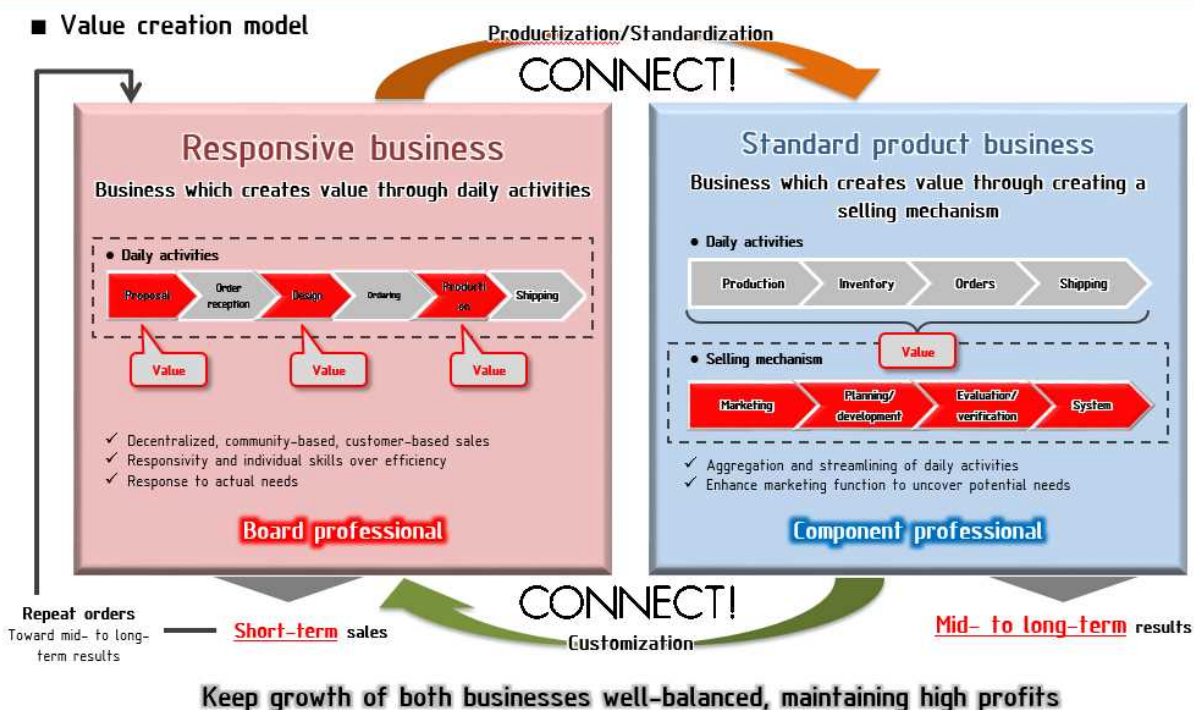 ■ Value creation model
Productization/Standardization
CONNECT!
Responsive business
Business which creates value through daily activities
● Daily activities
Proposal
Order
reception
Design
Ordering
Producti
on
Shipping
Value
Value
Value
✓ Decentralized, community-based, customer-based sales
✓ Responsivity and individual skills over efficiency
✓ Response to actual needs
Board professional
Standard product business
Business which creates value through creating a
selling mechanism
● Daily activities
Production
Inventory
Orders
Shipping
Value
● Selling mechanism
Marketing
Planning/
development
Evaluation/
verification
System
✓ Aggregation and streamlining of daily activities
✓ Enhance marketing function to uncover potential needs
Component professional
CONNECT!
Customization
Repeat orders
Toward mid- to long-
term results
Short-term sales
Mid- to long-term results
Keep growth of both businesses well-balanced, maintaining high profits